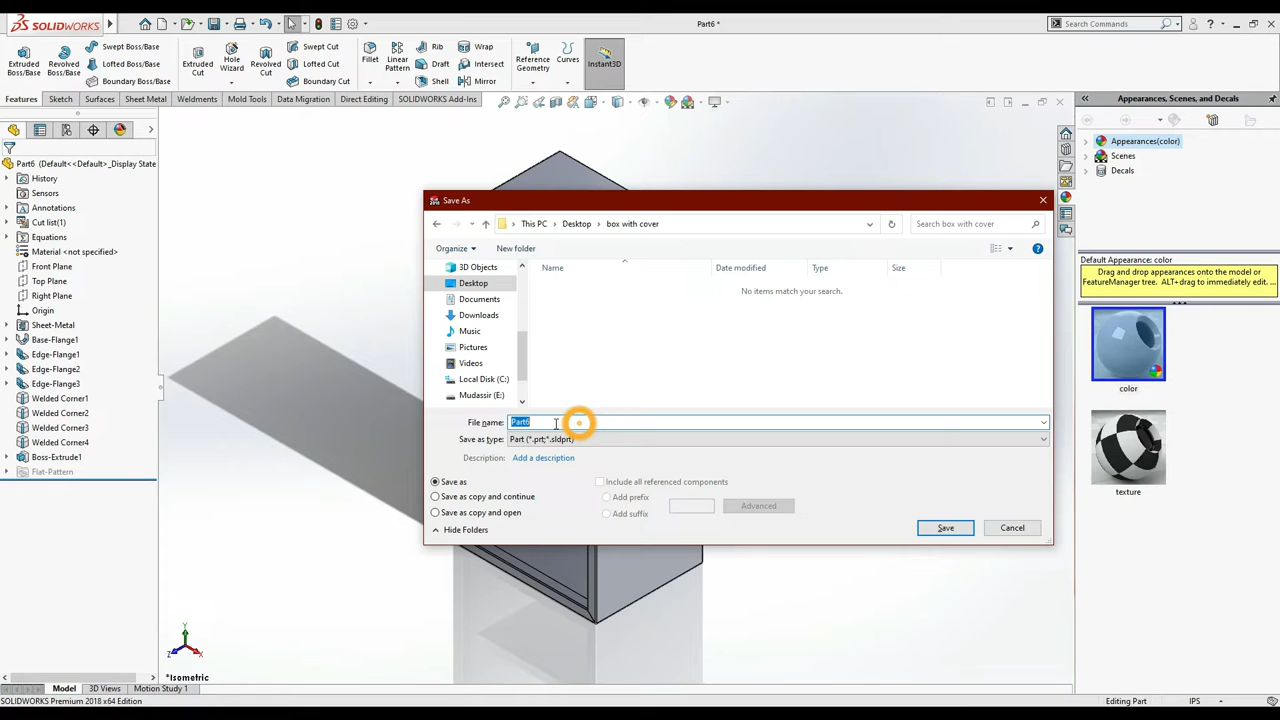 SOLIDWORKS
Part6 *
Search Commands
Extruded Boss/Base
Revolved Boss/Base
Swept Boss/Base
Lofted Boss/Base
Boundary Boss/Base
Extruded Cut
Hole Wizard
Revolved Cut
Swept Cut
Lofted Cut
Boundary Cut
Fillet
Linear Pattern
Rib
Draft
Shell
Wrap
Intersect
Mirror
Reference Geometry
Curves
Instant3D
Features
Sketch
Surfaces
Sheet Metal
Weldments
Mold Tools
Data Migration
Direct Editing
SOLIDWORKS Add-Ins
Appearances, Scenes, and Decals
Part6 (Default<<Default>_Display State
History
Sensors
Annotations
Cut list(1)
Equations
Material <not specified>
Front Plane
Top Plane
Right Plane
Origin
Sheet-Metal
Base-Flange1
Edge-Flange1
Edge-Flange2
Edge-Flange3
Welded Corner1
Welded Corner2
Welded Corner3
Welded Corner4
Boss-Extrude1
Flat-Pattern
Save As
This PC > Desktop > box with cover
Search box with cover
Organize
New folder
Name
Date modified
Type
Size
No items match your search.
3D Objects
Desktop
Documents
Downloads
Music
Pictures
Videos
Local Disk (C:)
Mudassir (E:)
File name: Part6
Save as type: Part (*.prt;*.sldprt)
Description: Add a description
Save as
Save as copy and continue
Save as copy and open
Include all referenced components
Add prefix
Add suffix
Advanced
Hide Folders
Save
Cancel
Appearances(color)
Scenes
Decals
Default Appearance: color
Drag and drop appearances onto the model or
FeatureManager tree. ALT+drag to immediately edit. ...
color
texture
*Isometric
Y
Z
X
Model
3D Views
Motion Study 1
SOLIDWORKS Premium 2018 x64 Edition
Editing Part
IPS